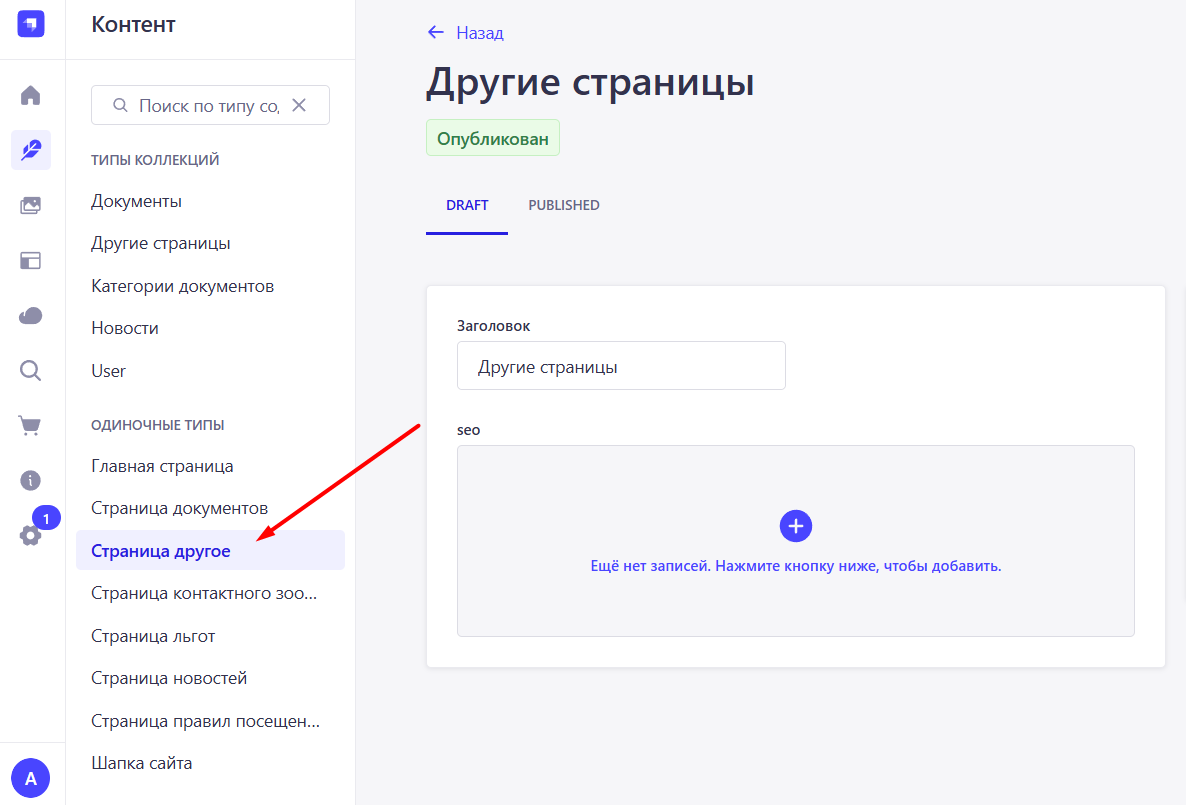 Контент
Поиск по типу со
ТИПЫ КОЛЛЕКЦИЙ
Документы
Другие страницы
Категории документов
Новости
User
ОДИНОЧНЫЕ ТИПЫ
Главная страница
Страница документов
Страница другое
Страница контактного зоо...
Страница льгот
Страница новостей
Страница правил посещен...
Шапка сайта
1
A
Назад
Другие страницы
Опубликован
DRAFT
PUBLISHED
Заголовок
Другие страницы
seo
Ещё нет записей. Нажмите кнопку ниже, чтобы добавить.